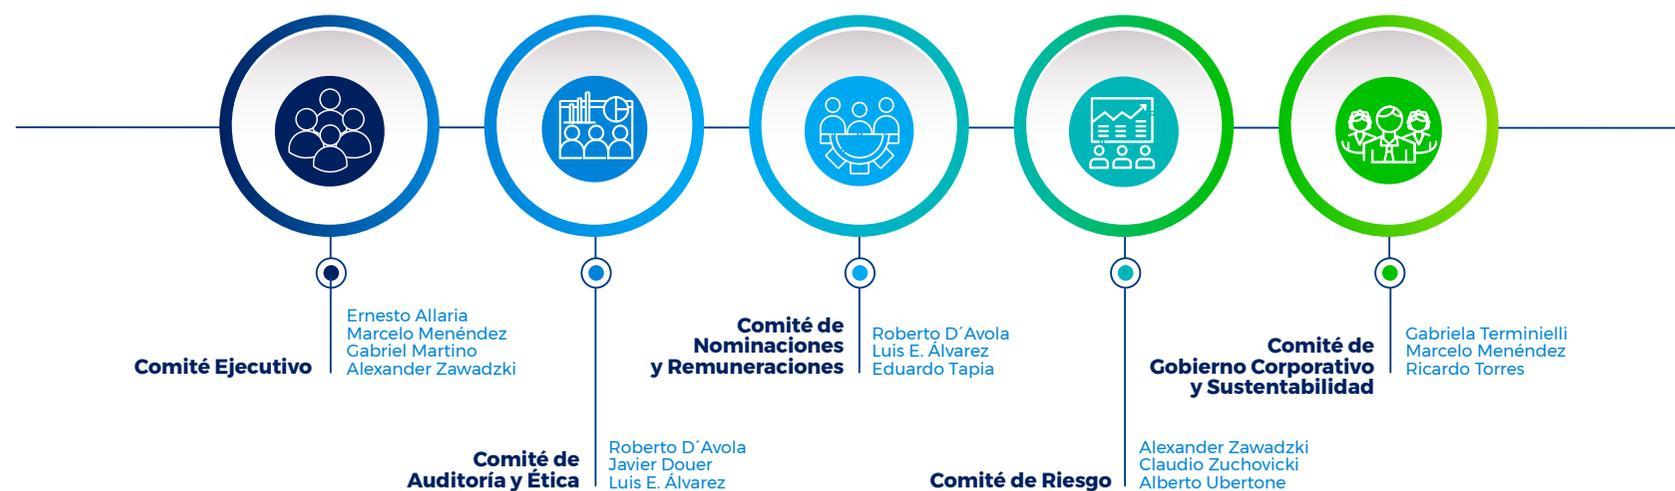 Comité Ejecutivo
Ernesto Allaria
Marcelo Menéndez
Gabriel Martino
Alexander Zawadzki
Comité de
Auditoría y Ética
Roberto D´Avola
Javier Douer
Luis E. Álvarez
Comité de
Nominaciones
y Remuneraciones
Roberto D´Avola
Luis E. Álvarez
Eduardo Tapia
Comité de Riesgo
Alexander Zawadzki
Claudio Zuchovicki
Alberto Ubertone
Comité de
Gobierno Corporativo
y Sustentabilidad
Gabriela Terminielli
Marcelo Menéndez
Ricardo Torres